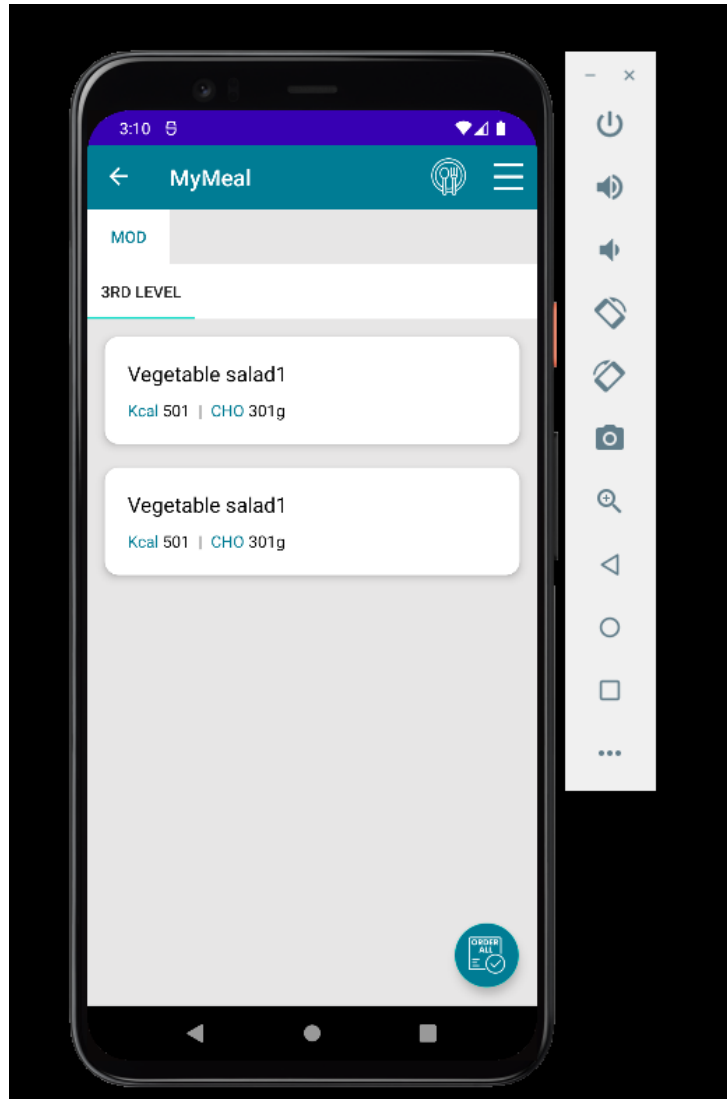 3:10
MyMeal
MOD
3RD LEVEL
Vegetable salad1
Kcal 501 | CHO 301g
Vegetable salad1
Kcal 501 | CHO 301g
ORDER
ALL